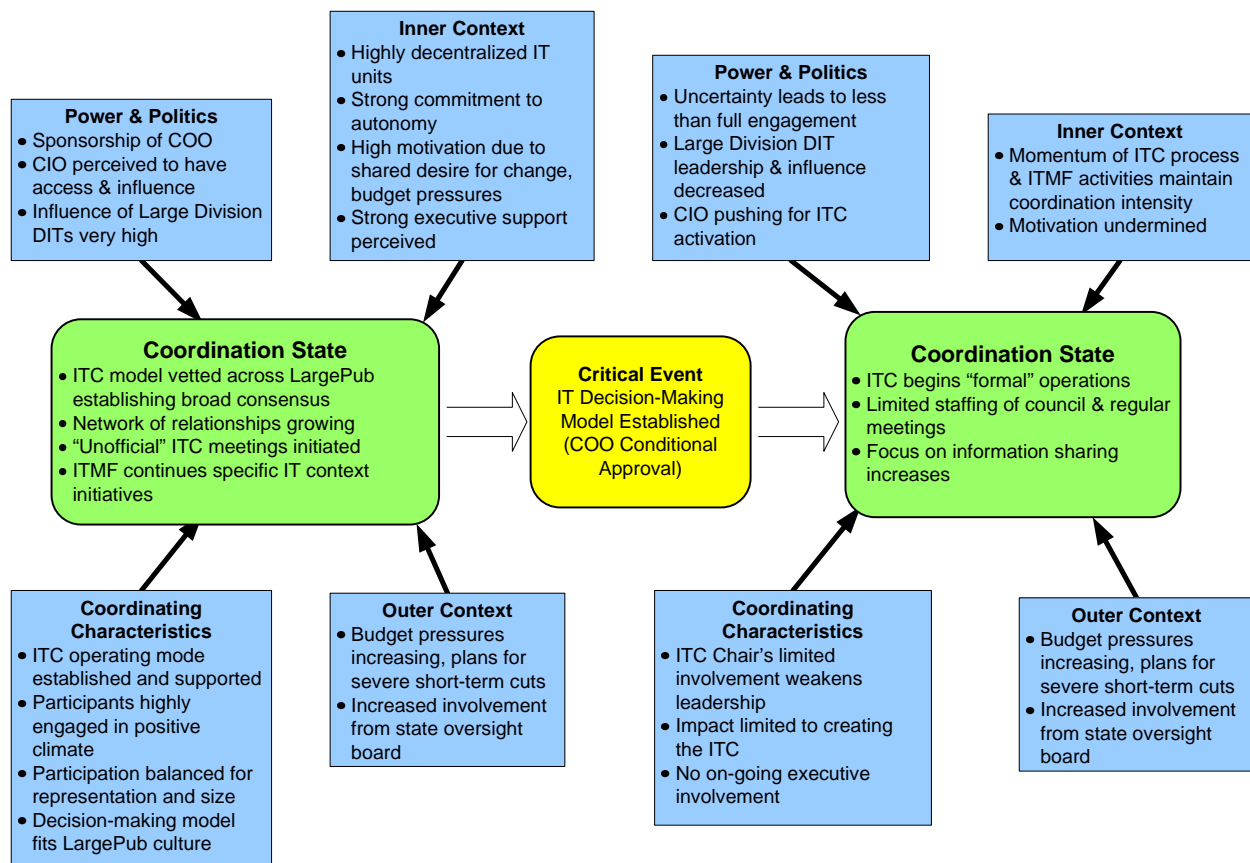 Power & Politics
• Sponsorship of COO
• CIO perceived to have
access & influence
• Influence of Large Division
DITs very high
Inner Context
• Highly decentralized IT
units
• Strong commitment to
autonomy
• High motivation due to
shared desire for change,
budget pressures
• Strong executive support
perceived
Power & Politics
• Uncertainty leads to less
than full engagement
• Large Division DIT
leadership & influence
decreased
• CIO pushing for ITC
activation
Inner Context
• Momentum of ITC process
& ITMF activities maintain
coordination intensity
• Motivation undermined
Coordination State
• ITC model vetted across LargePub
establishing broad consensus
• Network of relationships growing
• “Unofficial” ITC meetings initiated
• ITMF continues specific IT context
initiatives
Critical Event
IT Decision-Making
Model Established
(COO Conditional
Approval)
Coordination State
• ITC begins “formal” operations
• Limited staffing of council & regular
meetings
• Focus on information sharing
increases
Coordinating
Characteristics
• ITC operating mode
established and supported
• Participants highly
engaged in positive
climate
• Participation balanced for
representation and size
• Decision-making model
fits LargePub culture
Outer Context
• Budget pressures
increasing, plans for
severe short-term cuts
• Increased involvement
from state oversight
board
Coordinating
Characteristics
• ITC Chair’s limited
involvement weakens
leadership
• Impact limited to creating
the ITC
• No on-going executive
involvement
Outer Context
• Budget pressures
increasing, plans for
severe short-term cuts
• Increased involvement
from state oversight
board